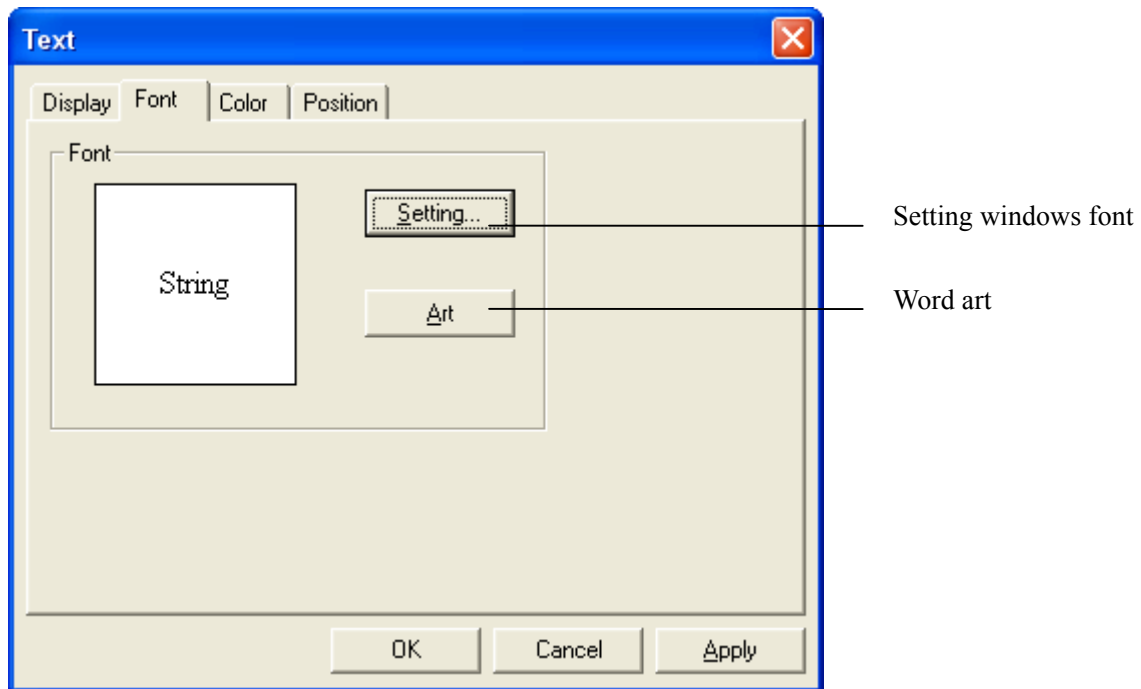 Text
Display Font Color Position
Font
Setting...
Setting windows font
String
Art
Word art
OK Cancel Apply